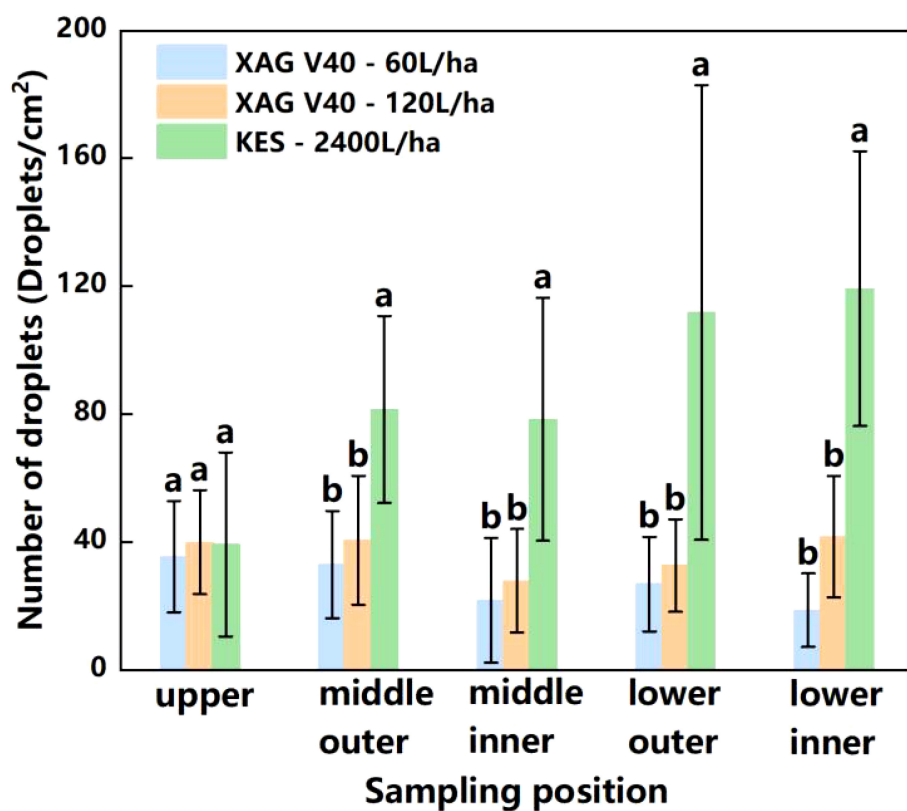 200
160
120
80
40
0
Number of droplets (Droplets/cm²)
XAG V40 - 60L/ha
XAG V40 - 120L/ha
KES - 2400L/ha
a a a
b b a
b b a
b b a
b b a
upper
middle outer
middle inner
lower outer
lower inner
Sampling position